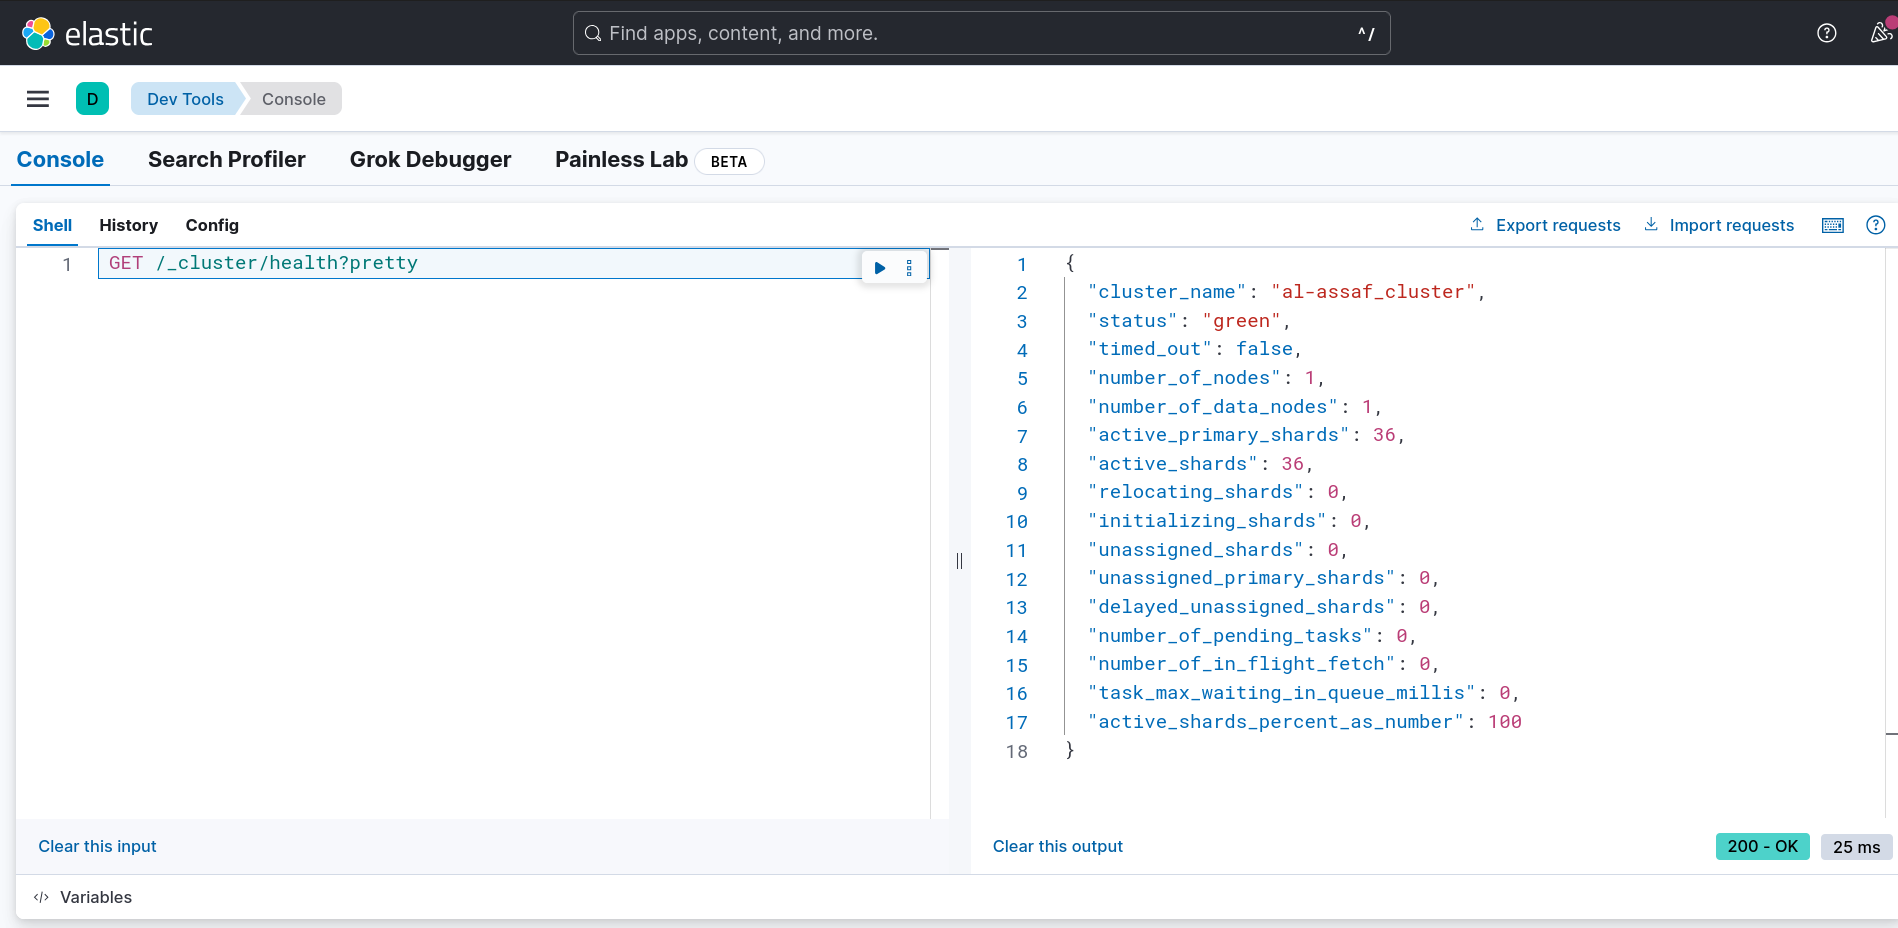 elastic
Find apps, content, and more.
^/
D
Dev Tools
Console
Console
Search Profiler
Grok Debugger
Painless Lab
BETA
Shell
History
Config
Export requests
Import requests
1 GET /_cluster/health?pretty
1 {
2 "cluster_name": "al-assaf_cluster",
3 "status": "green",
4 "timed_out": false,
5 "number_of_nodes": 1,
6 "number_of_data_nodes": 1,
7 "active_primary_shards": 36,
8 "active_shards": 36,
9 "relocating_shards": 0,
10 "initializing_shards": 0,
11 "unassigned_shards": 0,
12 "unassigned_primary_shards": 0,
13 "delayed_unassigned_shards": 0,
14 "number_of_pending_tasks": 0,
15 "number_of_in_flight_fetch": 0,
16 "task_max_waiting_in_queue_millis": 0,
17 "active_shards_percent_as_number": 100
18 }
Clear this input
Clear this output
200 - OK
25 ms
Variables